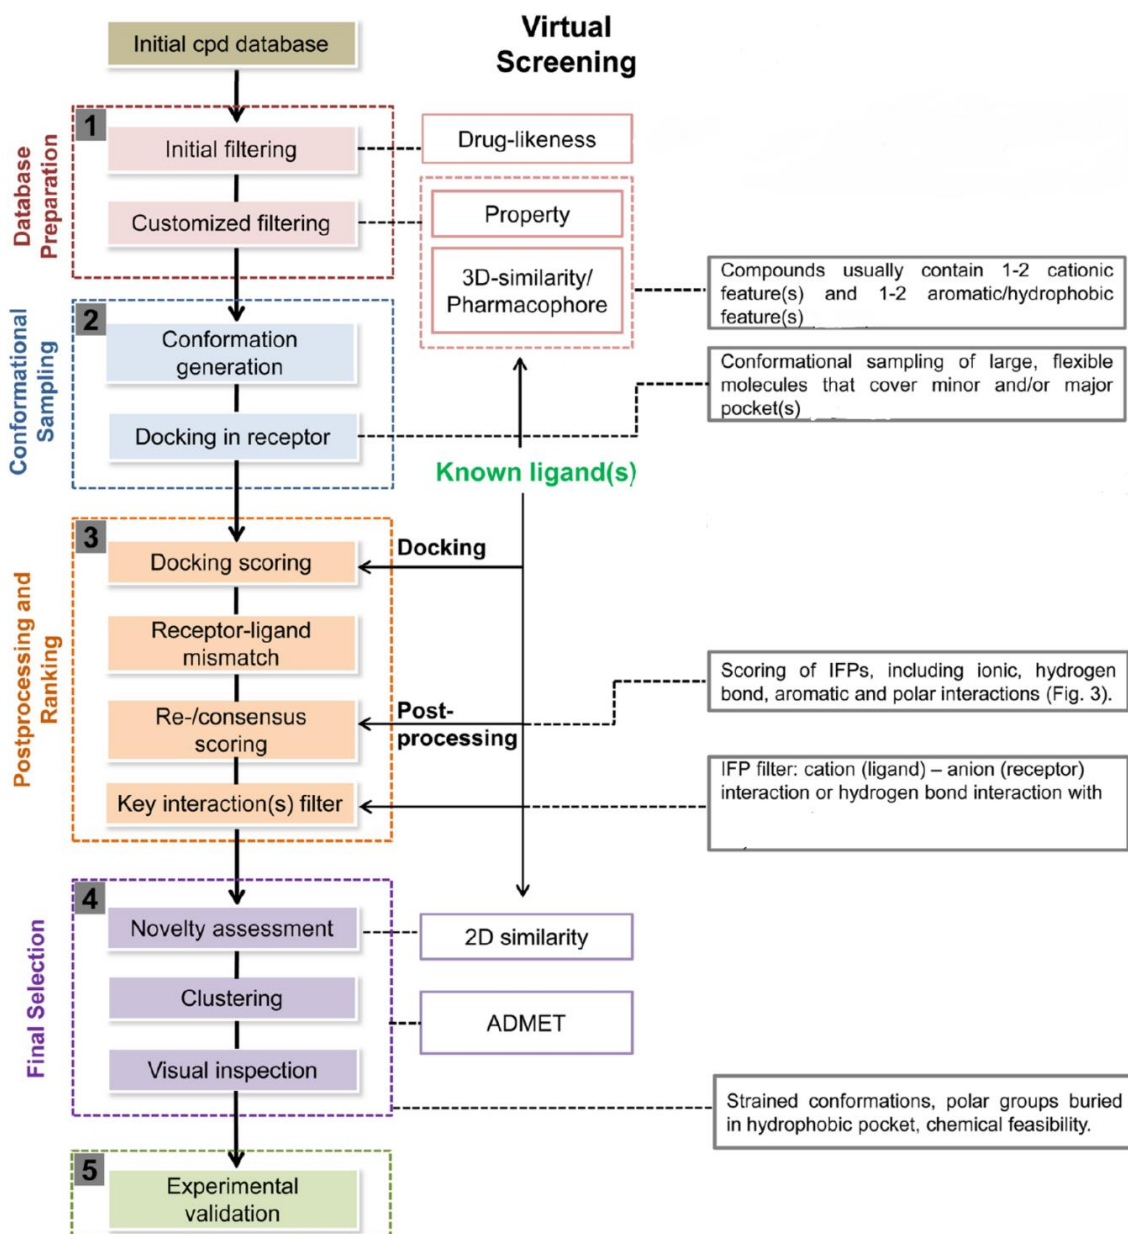 Virtual
Screening
Initial cpd database
Database
Preparation
1
Initial filtering
Drug-likeness
Customized filtering
Property
3D-similarity/
Pharmacophore
Compounds usually contain 1-2 cationic
feature(s) and 1-2 aromatic/hydrophobic
feature(s)
Conformational
Sampling
2
Conformation
generation
Docking in receptor
Conformational sampling of large, flexible
molecules that cover minor and/or major
pocket(s)
Known ligand(s)
Postprocessing and
Ranking
3
Docking scoring
Docking
Receptor-ligand
mismatch
Re-/consensus
scoring
Post-
processing
Scoring of IFPs, including ionic, hydrogen
bond, aromatic and polar interactions (Fig. 3).
Key interaction(s) filter
IFP filter: cation (ligand) – anion (receptor)
interaction or hydrogen bond interaction with
Final Selection
4
Novelty assessment
2D similarity
Clustering
ADMET
Visual inspection
Strained conformations, polar groups buried
in hydrophobic pocket, chemical feasibility.
5
Experimental
validation